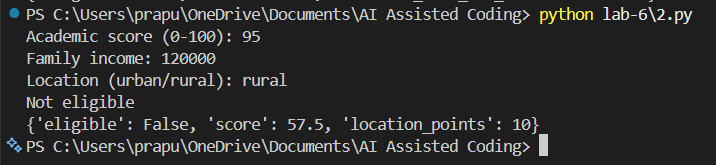 PS C:\Users\prapu\OneDrive\Documents\AI Assisted Coding> python lab-6\2.py
Academic score (0-100): 95
Family income: 120000
Location (urban/rural): rural
Not eligible
{'eligible': False, 'score': 57.5, 'location_points': 10}
PS C:\Users\prapu\OneDrive\Documents\AI Assisted Coding>